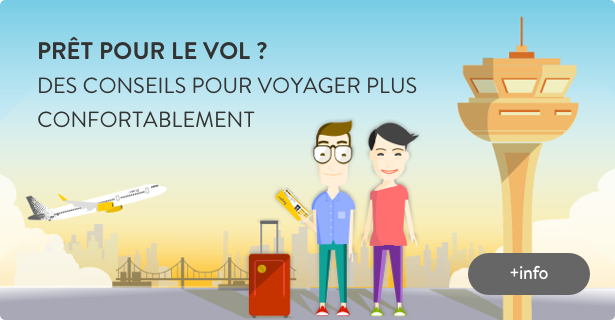 PRÊT POUR LE VOL ?
DES CONSEILS POUR VOYAGER PLUS
CONFORTABLEMENT
+info